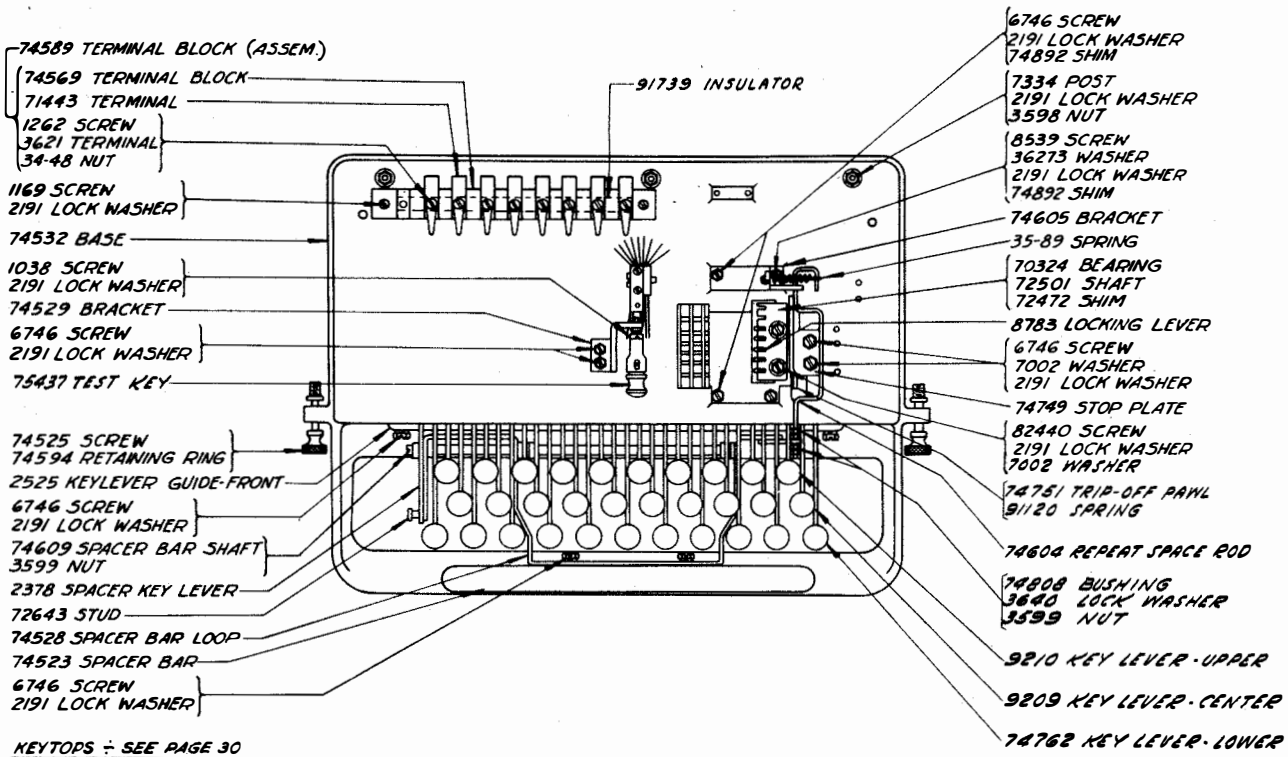 74589 TERMINAL BLOCK (ASSEM.)
74569 TERMINAL BLOCK
71443 TERMINAL
1262 SCREW
3621 TERMINAL
34-48 NUT
1169 SCREW
2191 LOCK WASHER
74532 BASE
1038 SCREW
2191 LOCK WASHER
74529 BRACKET
6746 SCREW
2191 LOCK WASHER
75437 TEST KEY
74525 SCREW
74594 RETAINING RING
2525 KEYLEVER GUIDE-FRONT
6746 SCREW
2191 LOCK WASHER
74609 SPACER BAR SHAFT
3599 NUT
2378 SPACER KEY LEVER
72643 STUD
74528 SPACER BAR LOOP
74523 SPACER BAR
6746 SCREW
2191 LOCK WASHER
KEYTOPS ÷ SEE PAGE 30
91739 INSULATOR
6746 SCREW
2191 LOCK WASHER
74892 SHIM
7334 POST
2191 LOCK WASHER
3598 NUT
8539 SCREW
36273 WASHER
2191 LOCK WASHER
74892 SHIM
74605 BRACKET
35-89 SPRING
70324 BEARING
72501 SHAFT
72472 SHIM
8783 LOCKING LEVER
6746 SCREW
7002 WASHER
2191 LOCK WASHER
74749 STOP PLATE
82440 SCREW
2191 LOCK WASHER
7002 WASHER
74751 TRIP-OFF PAWL
91120 SPRING
74604 REPEAT SPACE ROD
74808 BUSHING
3640 LOCK WASHER
3599 NUT
9210 KEY LEVER-UPPER
9209 KEY LEVER-CENTER
74762 KEY LEVER-LOWER